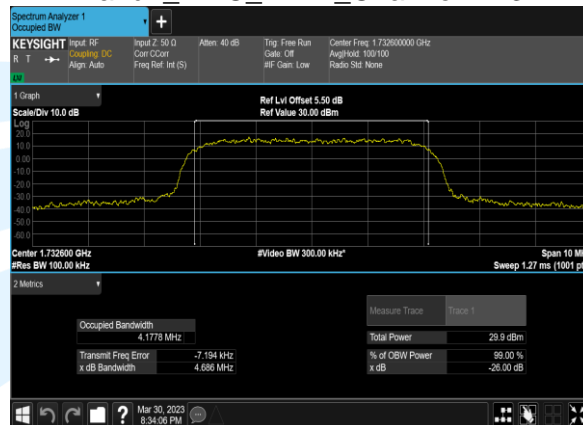 Spectrum Analyzer 1
Occupied BW
+
KEYSIGHT Input: RF Input Z: 50 Ω Atten: 40 dB Trig: Free Run Center Freq: 1.732600000 GHz
R T Coupling: DC Corr CCorr Gate: Off Avg|Hold: 100/100
Align: Auto Freq Ref: Int (S) #IF Gain: Low Radio Std: None
1 Graph
Ref Lvl Offset 5.50 dB
Scale/Div 10.0 dB Ref Value 30.00 dBm
Log
20.0
10.0
0.00
-10.0
-20.0
-30.0
-40.0
-50.0
-60.0
Center 1.732600 GHz #Video BW 300.00 kHz* Span 10 M
#Res BW 100.00 kHz Sweep 1.27 ms (1001 pt
2 Metrics
Measure Trace Trace 1
Occupied Bandwidth
4.1778 MHz Total Power 29.9 dBm
Transmit Freq Error -7.194 kHz % of OBW Power 99.00 %
x dB Bandwidth 4.686 MHz x dB -26.00 dB
? Mar 30, 2023
8:34:06 PM